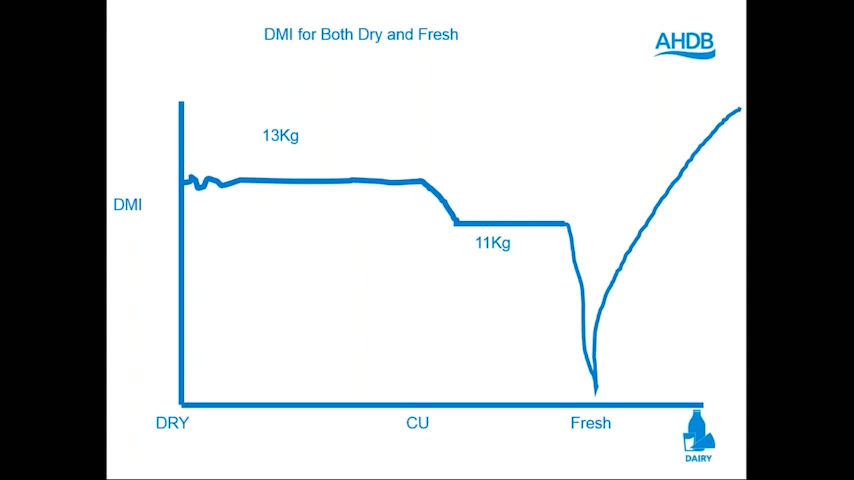 DMI for Both Dry and Fresh
AHDB
13Kg
DMI
11Kg
DRY
CU
Fresh
DAIRY